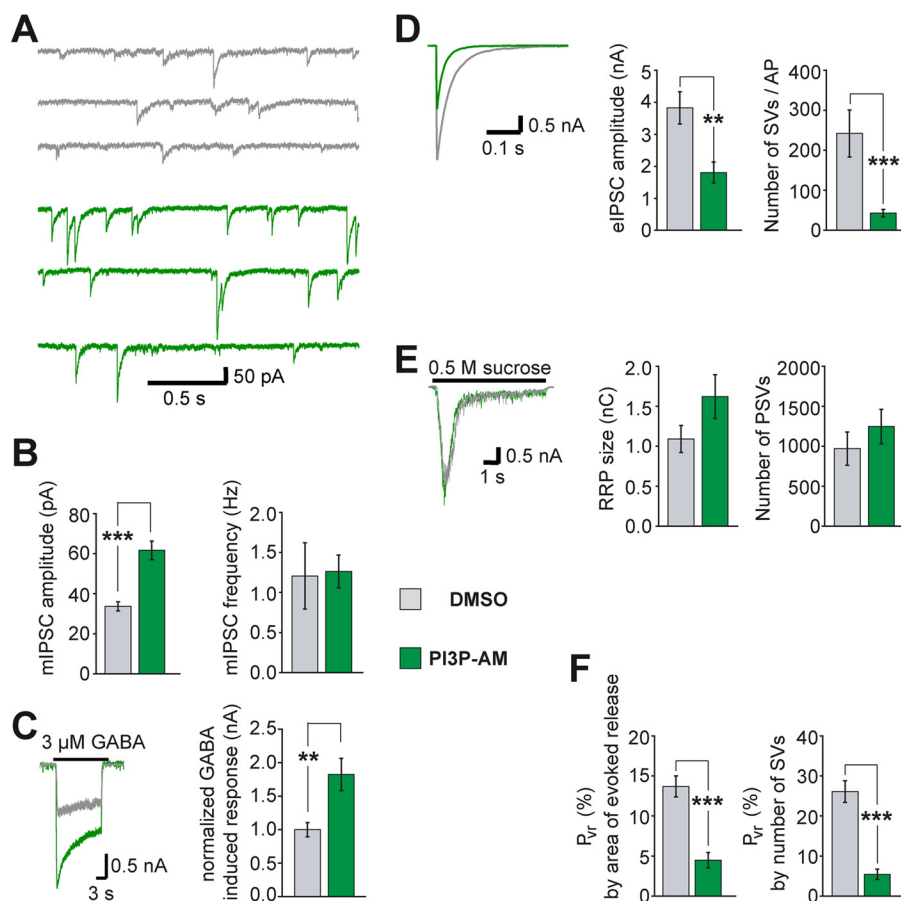 A
50 pA
0.5 s
B
mIPSC amplitude (pA)
80
60
40
20
0
***
mIPSC frequency (Hz)
2.0
1.5
1.0
0.5
0.0
C
3 µM GABA
0.5 nA
3 s
normalized GABA
induced response (nA)
2.5
2.0
1.5
1.0
0.5
0.0
**
D
0.5 nA
0.1 s
eIPSC amplitude (nA)
5
4
3
2
1
0
**
Number of SVs / AP
240
200
150
100
50
0
***
E
0.5 M sucrose
0.5 nA
1 s
RRP size (nC)
2.0
1.5
1.0
0.5
0.0
Number of PSVs
2000
1500
1000
500
0
DMSO
PI3P-AM
F
Pvr (%)
by area of evoked release
20
15
10
5
0
***
Pvr (%)
by number of SVs
40
30
20
10
0
***